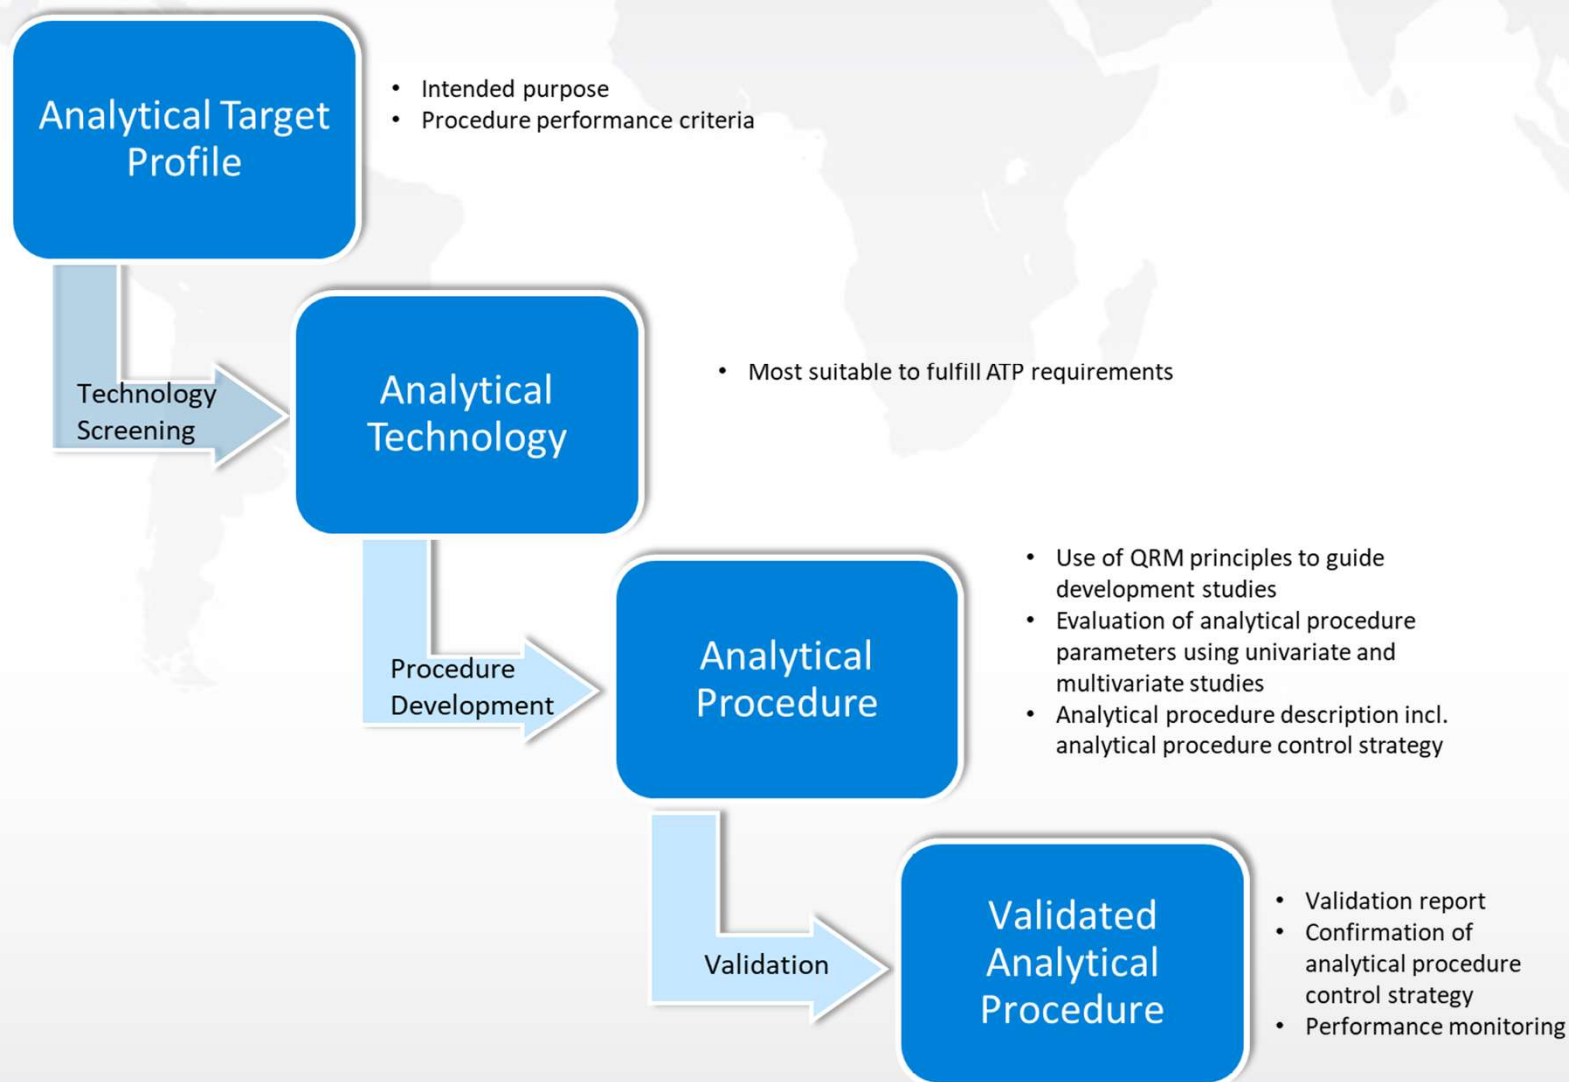 Analytical Target
Profile
• Intended purpose
• Procedure performance criteria
Technology
Screening
Analytical
Technology
• Most suitable to fulfill ATP requirements
Procedure
Development
Analytical
Procedure
• Use of QRM principles to guide
development studies
• Evaluation of analytical procedure
parameters using univariate and
multivariate studies
• Analytical procedure description incl.
analytical procedure control strategy
Validation
Validated
Analytical
Procedure
• Validation report
• Confirmation of
analytical procedure
control strategy
• Performance monitoring